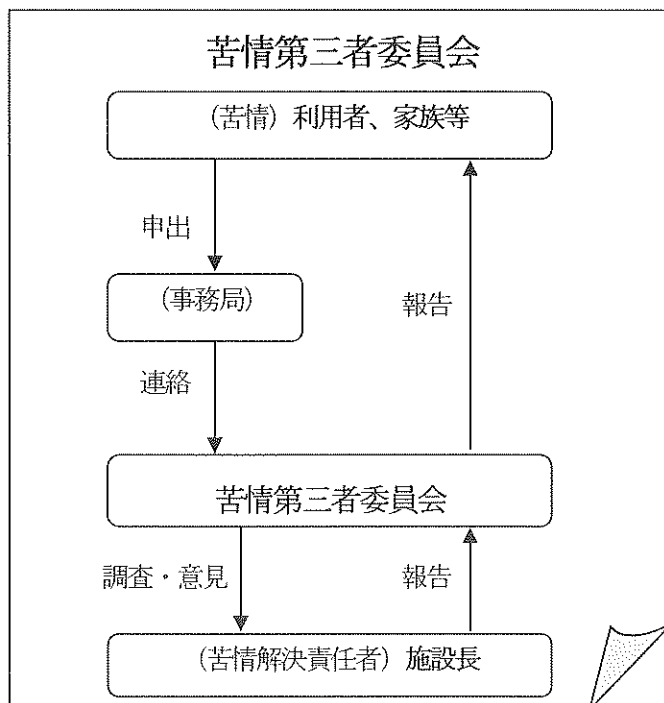 苦情第三者委員会
(苦情) 利用者、家族等
申出
(事務局)
報告
連絡
苦情第三者委員会
調査・意見
報告
(苦情解決責任者) 施設長